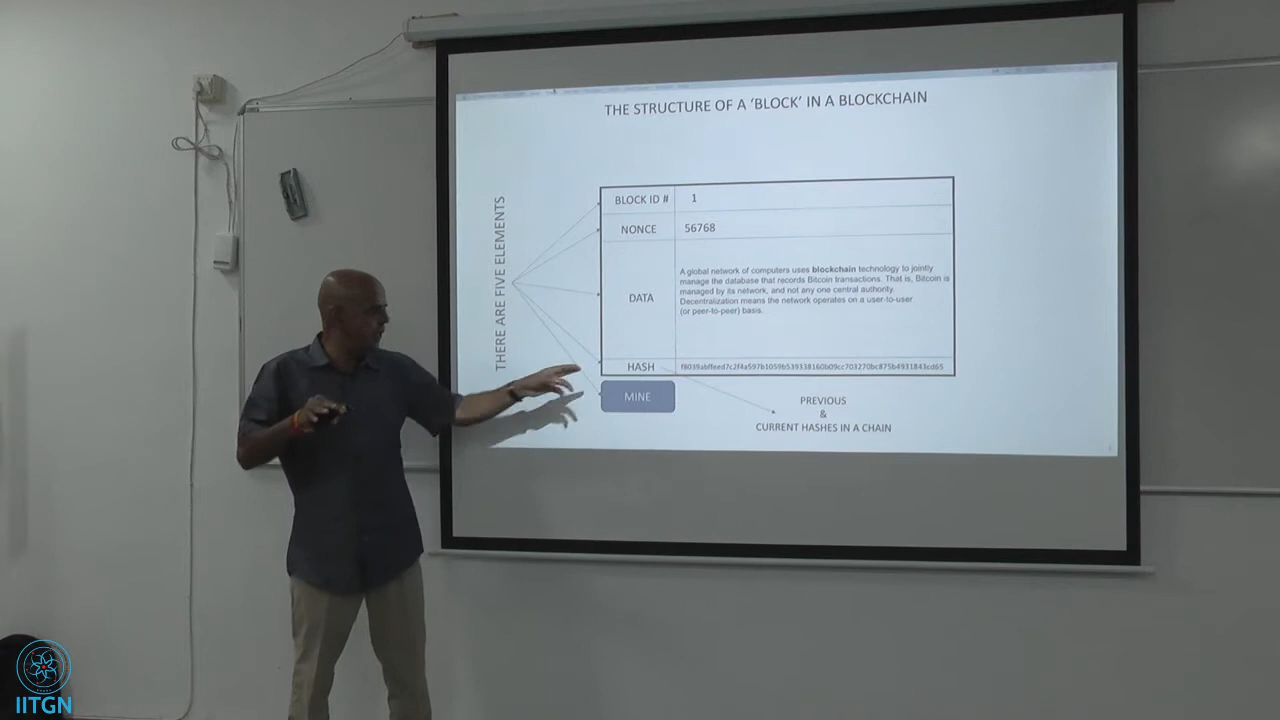 THE STRUCTURE OF A ‘BLOCK’ IN A BLOCKCHAIN
THERE ARE FIVE ELEMENTS
BLOCK ID # 1
NONCE 56768
DATA
A global network of computers uses blockchain technology to jointly
manage the database that records Bitcoin transactions. That is, Bitcoin is
managed by its network, and not any one central authority.
Decentralization means the network operates on a user-to-user
(or peer-to-peer) basis.
HASH
MINE
PREVIOUS
&
CURRENT HASHES IN A CHAIN
IITGN